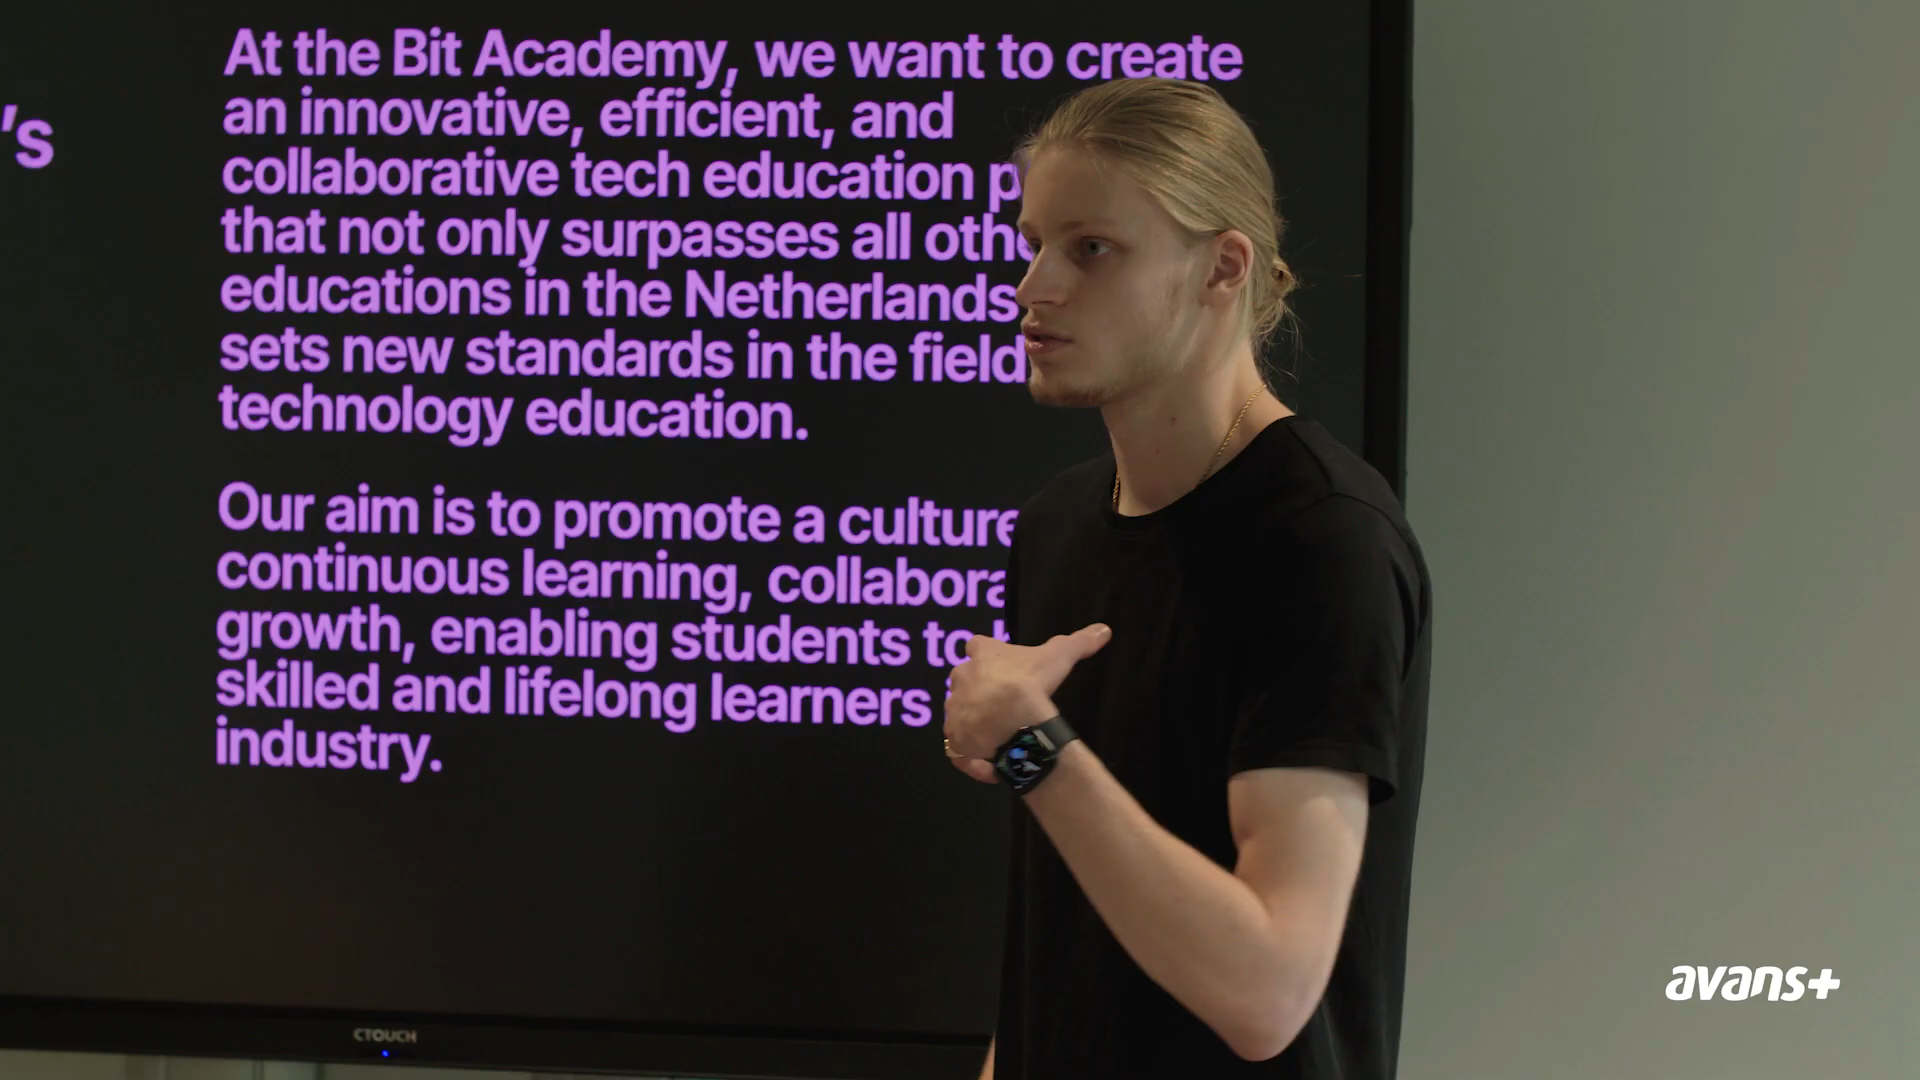 's
At the Bit Academy, we want to create
an innovative, efficient, and
collaborative tech education
that not only surpasses all
educations in the Netherlands
sets new standards in the field
technology education.
Our aim is to promote a culture
continuous learning,
growth, enabling students to
skilled and lifelong learners
industry.
CTOUCH
avans+